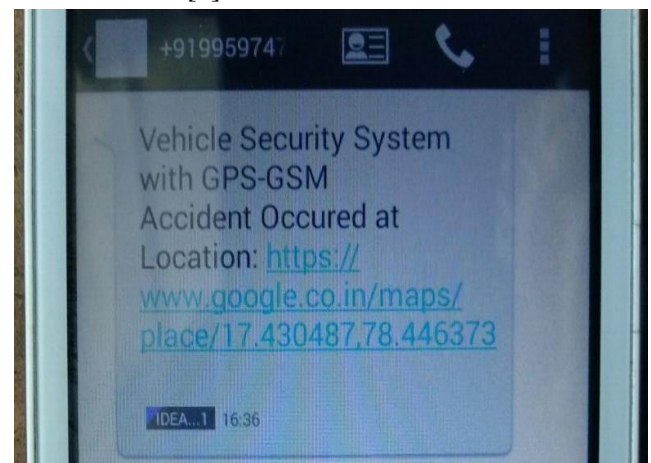 +919959747
Vehicle Security System
with GPS-GSM
Accident Occured at
Location: https://
www.google.co.in/maps/
place/17.430487,78.446373
IDEA...1 16:36